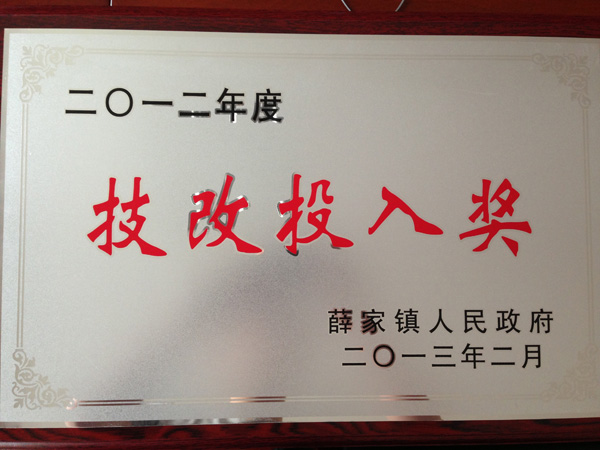 二〇一二年度
技改投入奖
薛家镇人民政府
二〇一三年二月